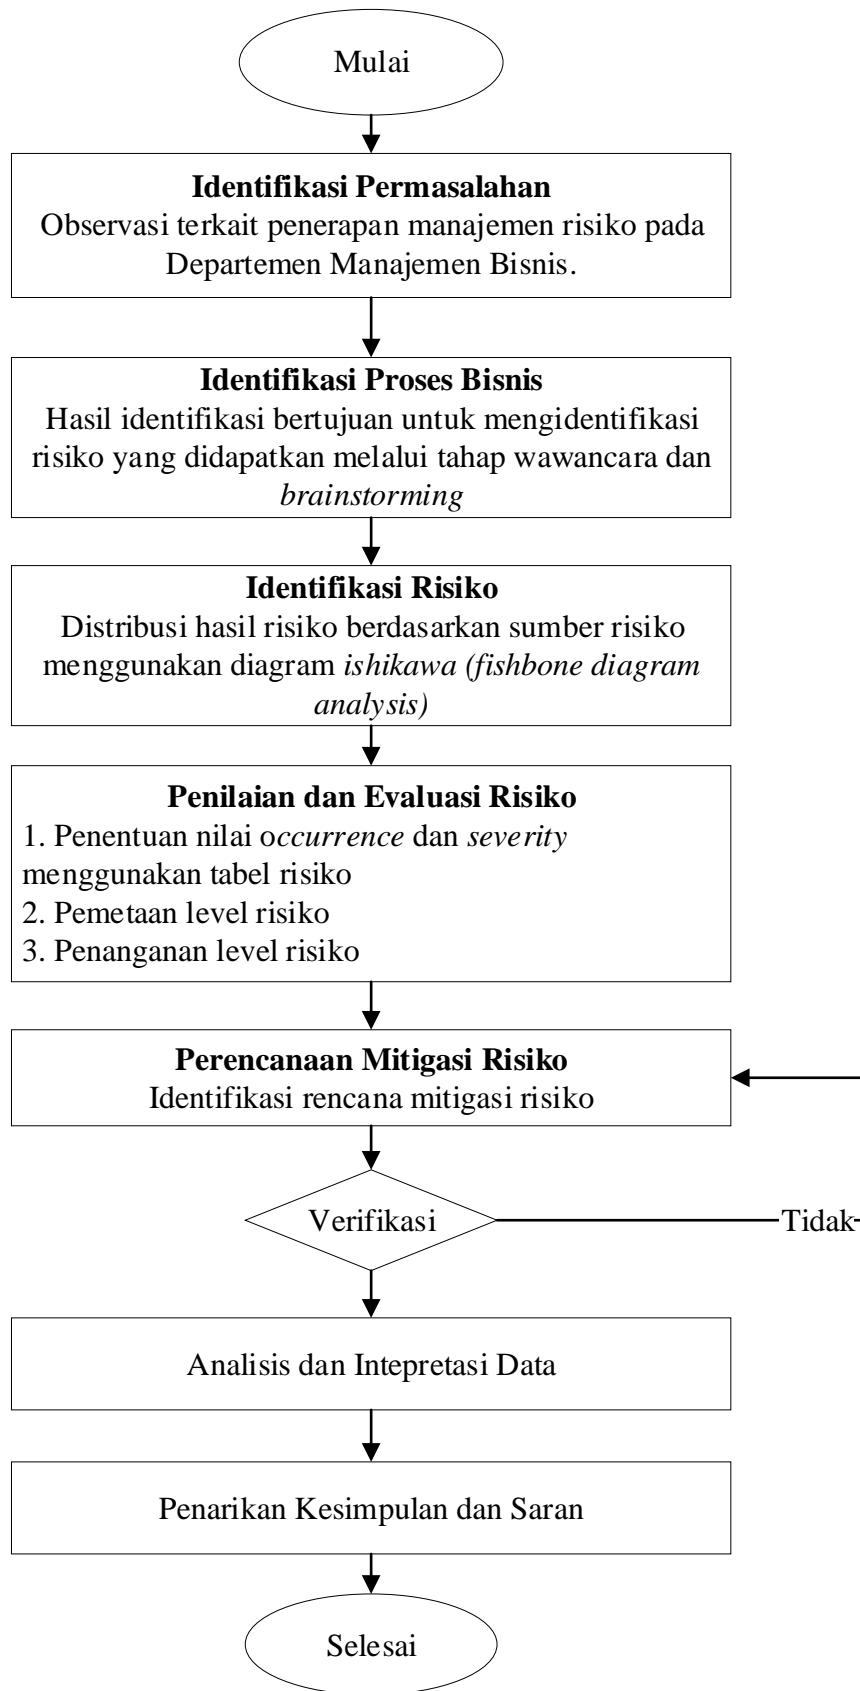 Mulai
Identifikasi Permasalahan
Observasi terkait penerapan manajemen risiko pada
Departemen Manajemen Bisnis.
Identifikasi Proses Bisnis
Hasil identifikasi bertujuan untuk mengidentifikasi
risiko yang didapatkan melalui tahap wawancara dan
brainstorming
Identifikasi Risiko
Distribusi hasil risiko berdasarkan sumber risiko
menggunakan diagram ishikawa (fishbone diagram
analysis)
Penilaian dan Evaluasi Risiko
1. Penentuan nilai occurrence dan severity
menggunakan tabel risiko
2. Pemetaan level risiko
3. Penanganan level risiko
Perencanaan Mitigasi Risiko
Identifikasi rencana mitigasi risiko
Verifikasi
Tidak
Analisis dan Intepretasi Data
Penarikan Kesimpulan dan Saran
Selesai